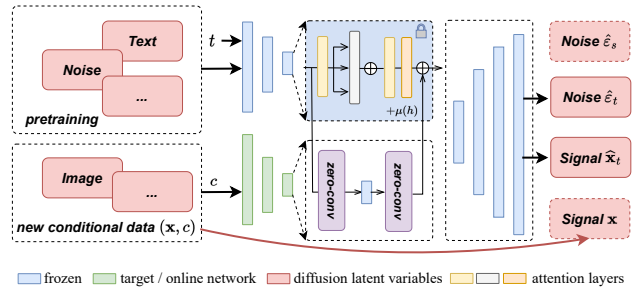 Text
Noise
...
pretraining
t
Image
...
new conditional data (x, c)
c
+μ(h)
zero-conv
zero-conv
Noise ε̂_s
Noise ε̂_t
Signal x̂_t
Signal x
frozen
target / online network
diffusion latent variables
attention layers